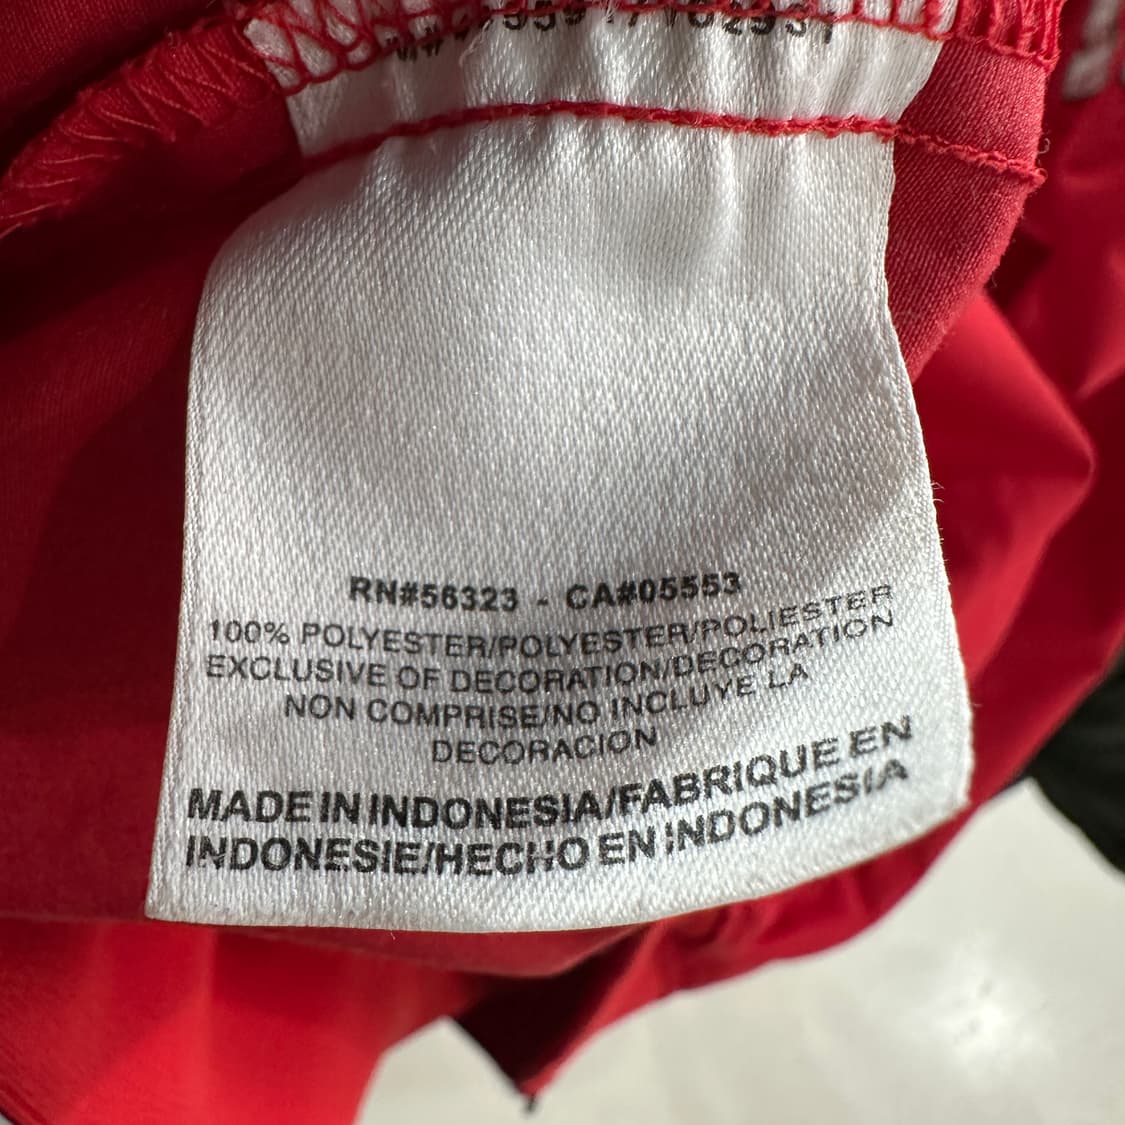 RN#56323 - CA#05553
100% POLYESTER/POLYESTER/POLIESTER
EXCLUSIVE OF DECORATION/DECORATION
NON COMPRISE/NO INCLUYE LA
DECORACION
MADE IN INDONESIA/FABRIQUE EN
INDONESIE/HECHO EN INDONESIA